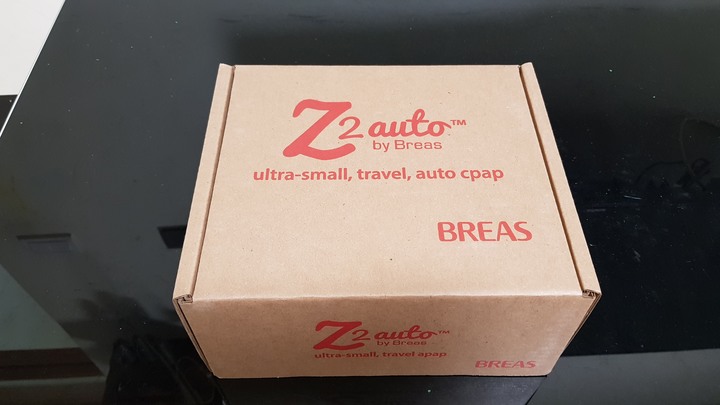 Z2 auto™
by Breas
ultra-small, travel, auto cpap
BREAS
Z2 auto™
by Breas
ultra-small, travel apap
BREAS